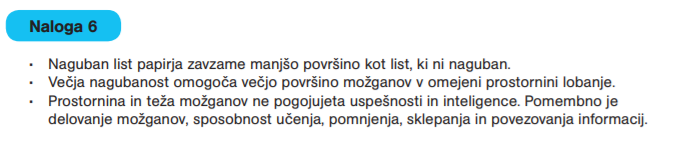 Naloga 6
· Naguban list papirja zavzame manjšo površino kot list, ki ni naguban.
· Večja nagubanost omogoča večjo površino možganov v omejeni prostornini lobanje.
· Prostornina in teža možganov ne pogojujeta uspešnosti in inteligence. Pomembno je
delovanje možganov, sposobnost učenja, pomnjenja, sklepanja in povezovanja informacij.